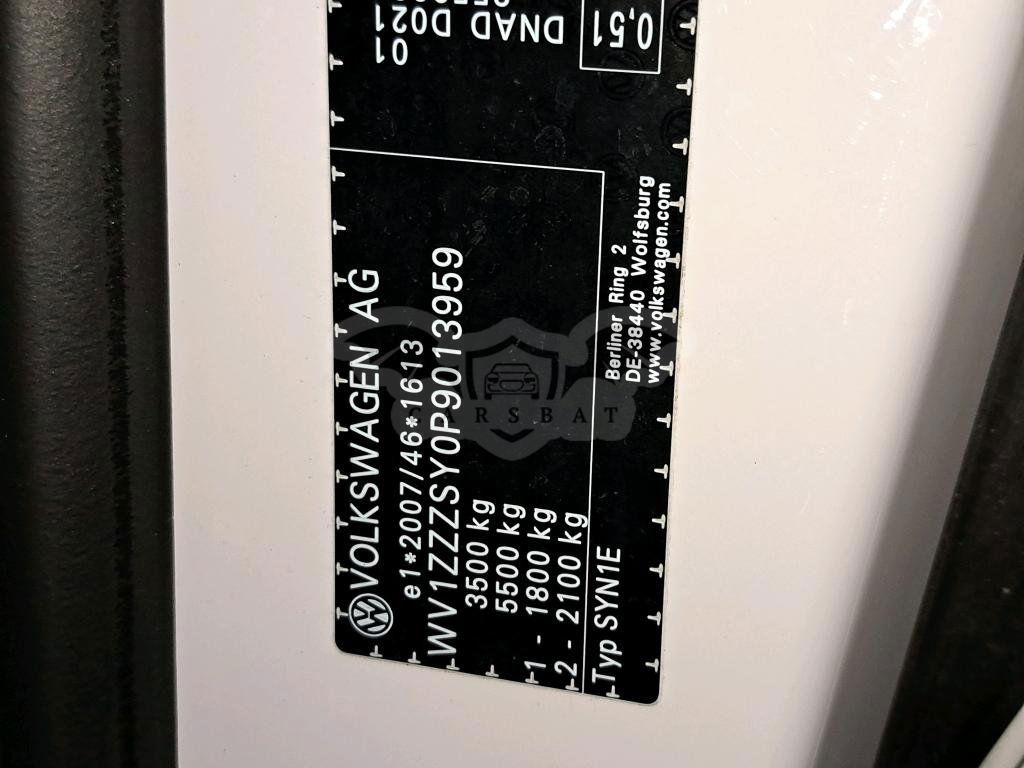 VOLKSWAGEN AG
e1*2007/46*1613
WV1ZZZSY0P9013959
3500 kg
5500 kg
1 - 1800 kg
2 - 2100 kg
Typ SYN1E
Berliner Ring 2
DE-38440 Wolfsburg
www.volkswagen.com
01
DNAD D021
0,51
CARSBAT